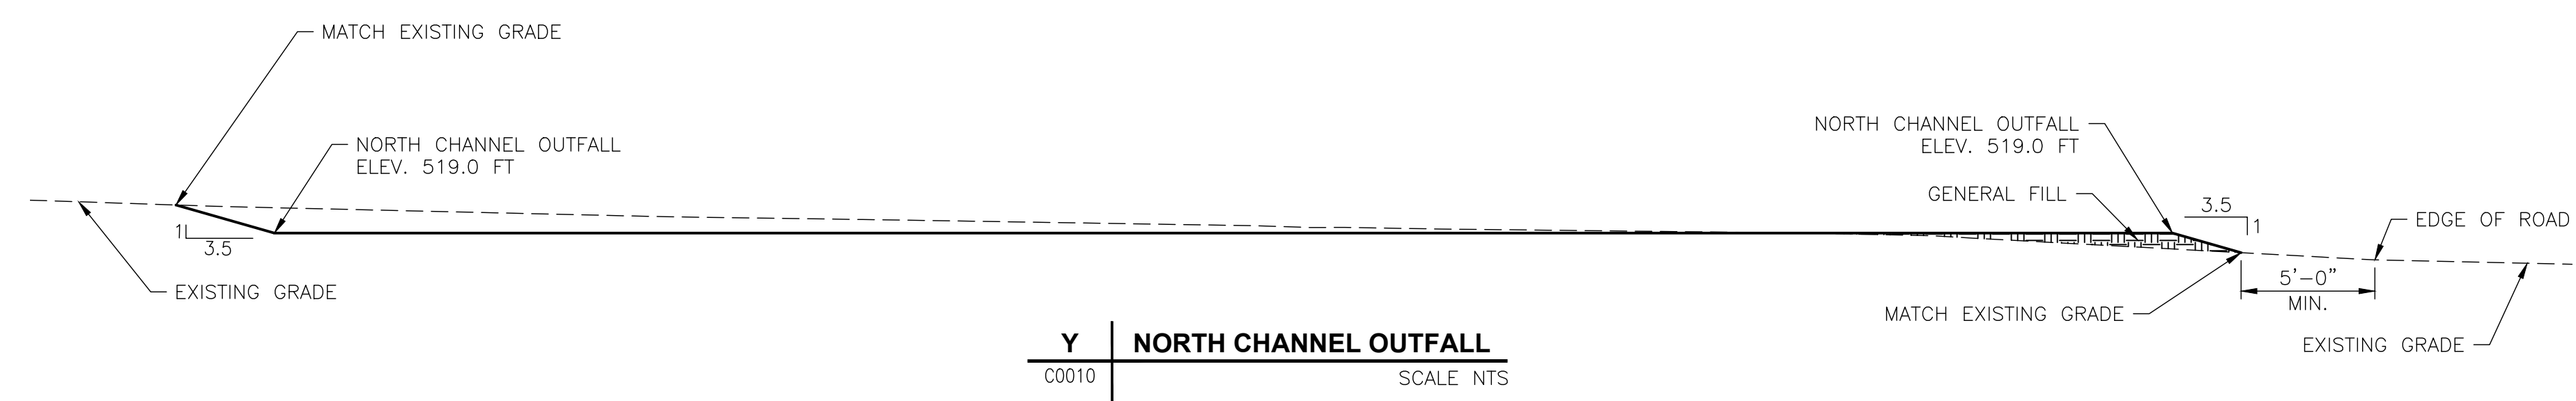 MATCH EXISTING GRADE
NORTH CHANNEL OUTFALL
ELEV. 519.0 FT
1
3.5
EXISTING GRADE
NORTH CHANNEL OUTFALL
ELEV. 519.0 FT
GENERAL FILL
3.5
1
EDGE OF ROAD
5'-0"
MIN.
MATCH EXISTING GRADE
EXISTING GRADE
Y NORTH CHANNEL OUTFALL
C0010 SCALE NTS